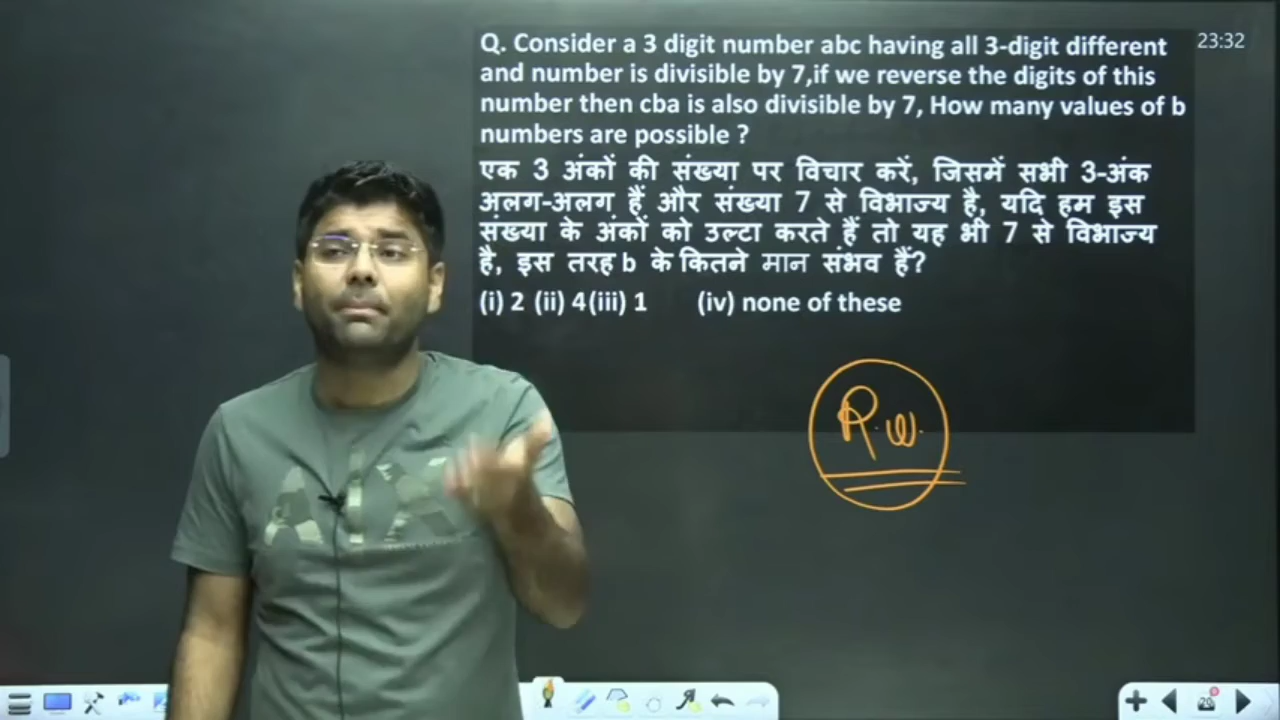 Q. Consider a 3 digit number abc having all 3-digit different
and number is divisible by 7,if we reverse the digits of this
number then cba is also divisible by 7, How many values of b
numbers are possible ?
एक 3 अंकों की संख्या पर विचार करें, जिसमें सभी 3-अंक
अलग-अलग हैं और संख्या 7 से विभाज्य है, यदि हम इस
संख्या के अंकों को उल्टा करते हैं तो यह भी 7 से विभाज्य
है, इस तरह b के कितने मान संभव हैं?
(i) 2 (ii) 4(iii) 1 (iv) none of these
23:32
R.W.